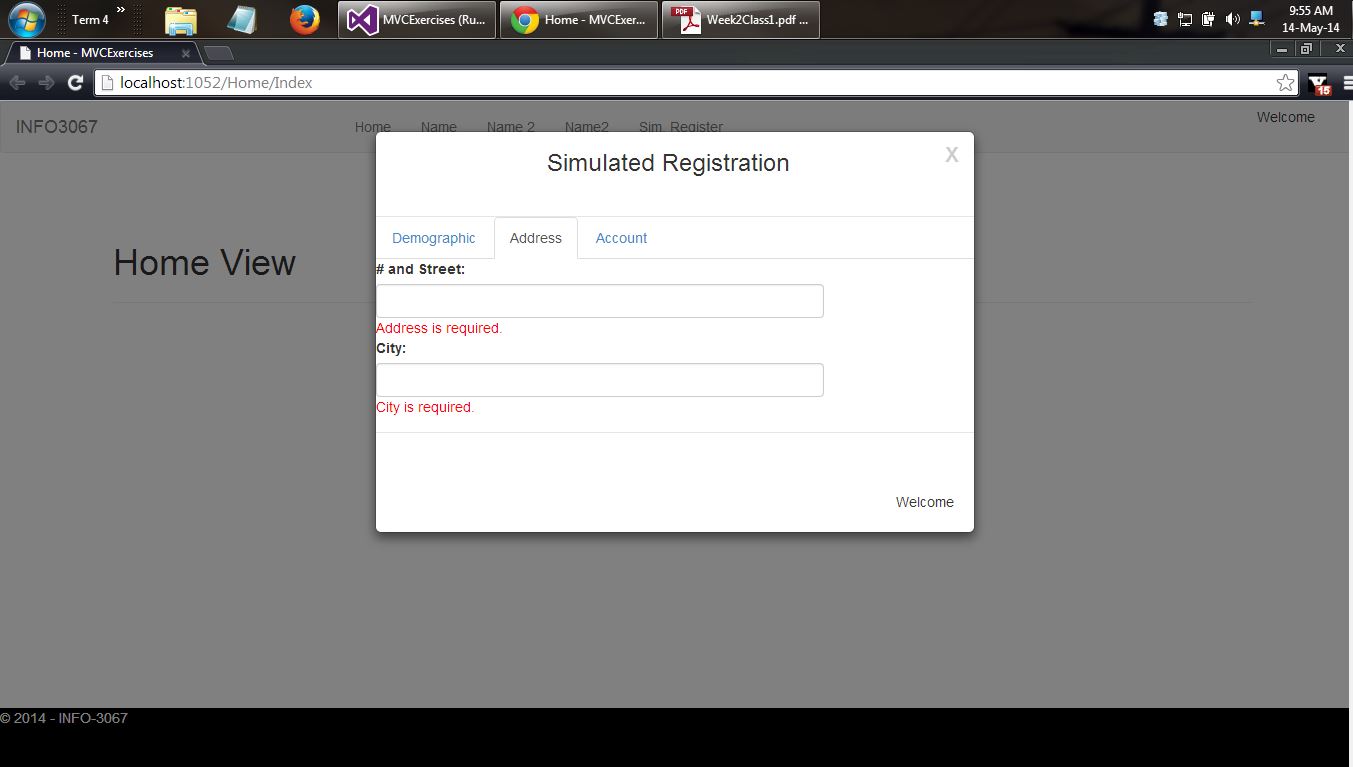 Term 4 »
MVCExercises (Ru...
Home - MVCExer...
PDF
Week2Class1.pdf ...
9:55 AM
14-May-14
Home - MVCExercises
localhost:1052/Home/Index
15
INFO3067
Home Name Name 2 Name2 Sim. Register
Welcome
Simulated Registration
X
Demographic Address Account
Home View
# and Street:
Address is required.
City:
City is required.
Welcome
© 2014 - INFO-3067